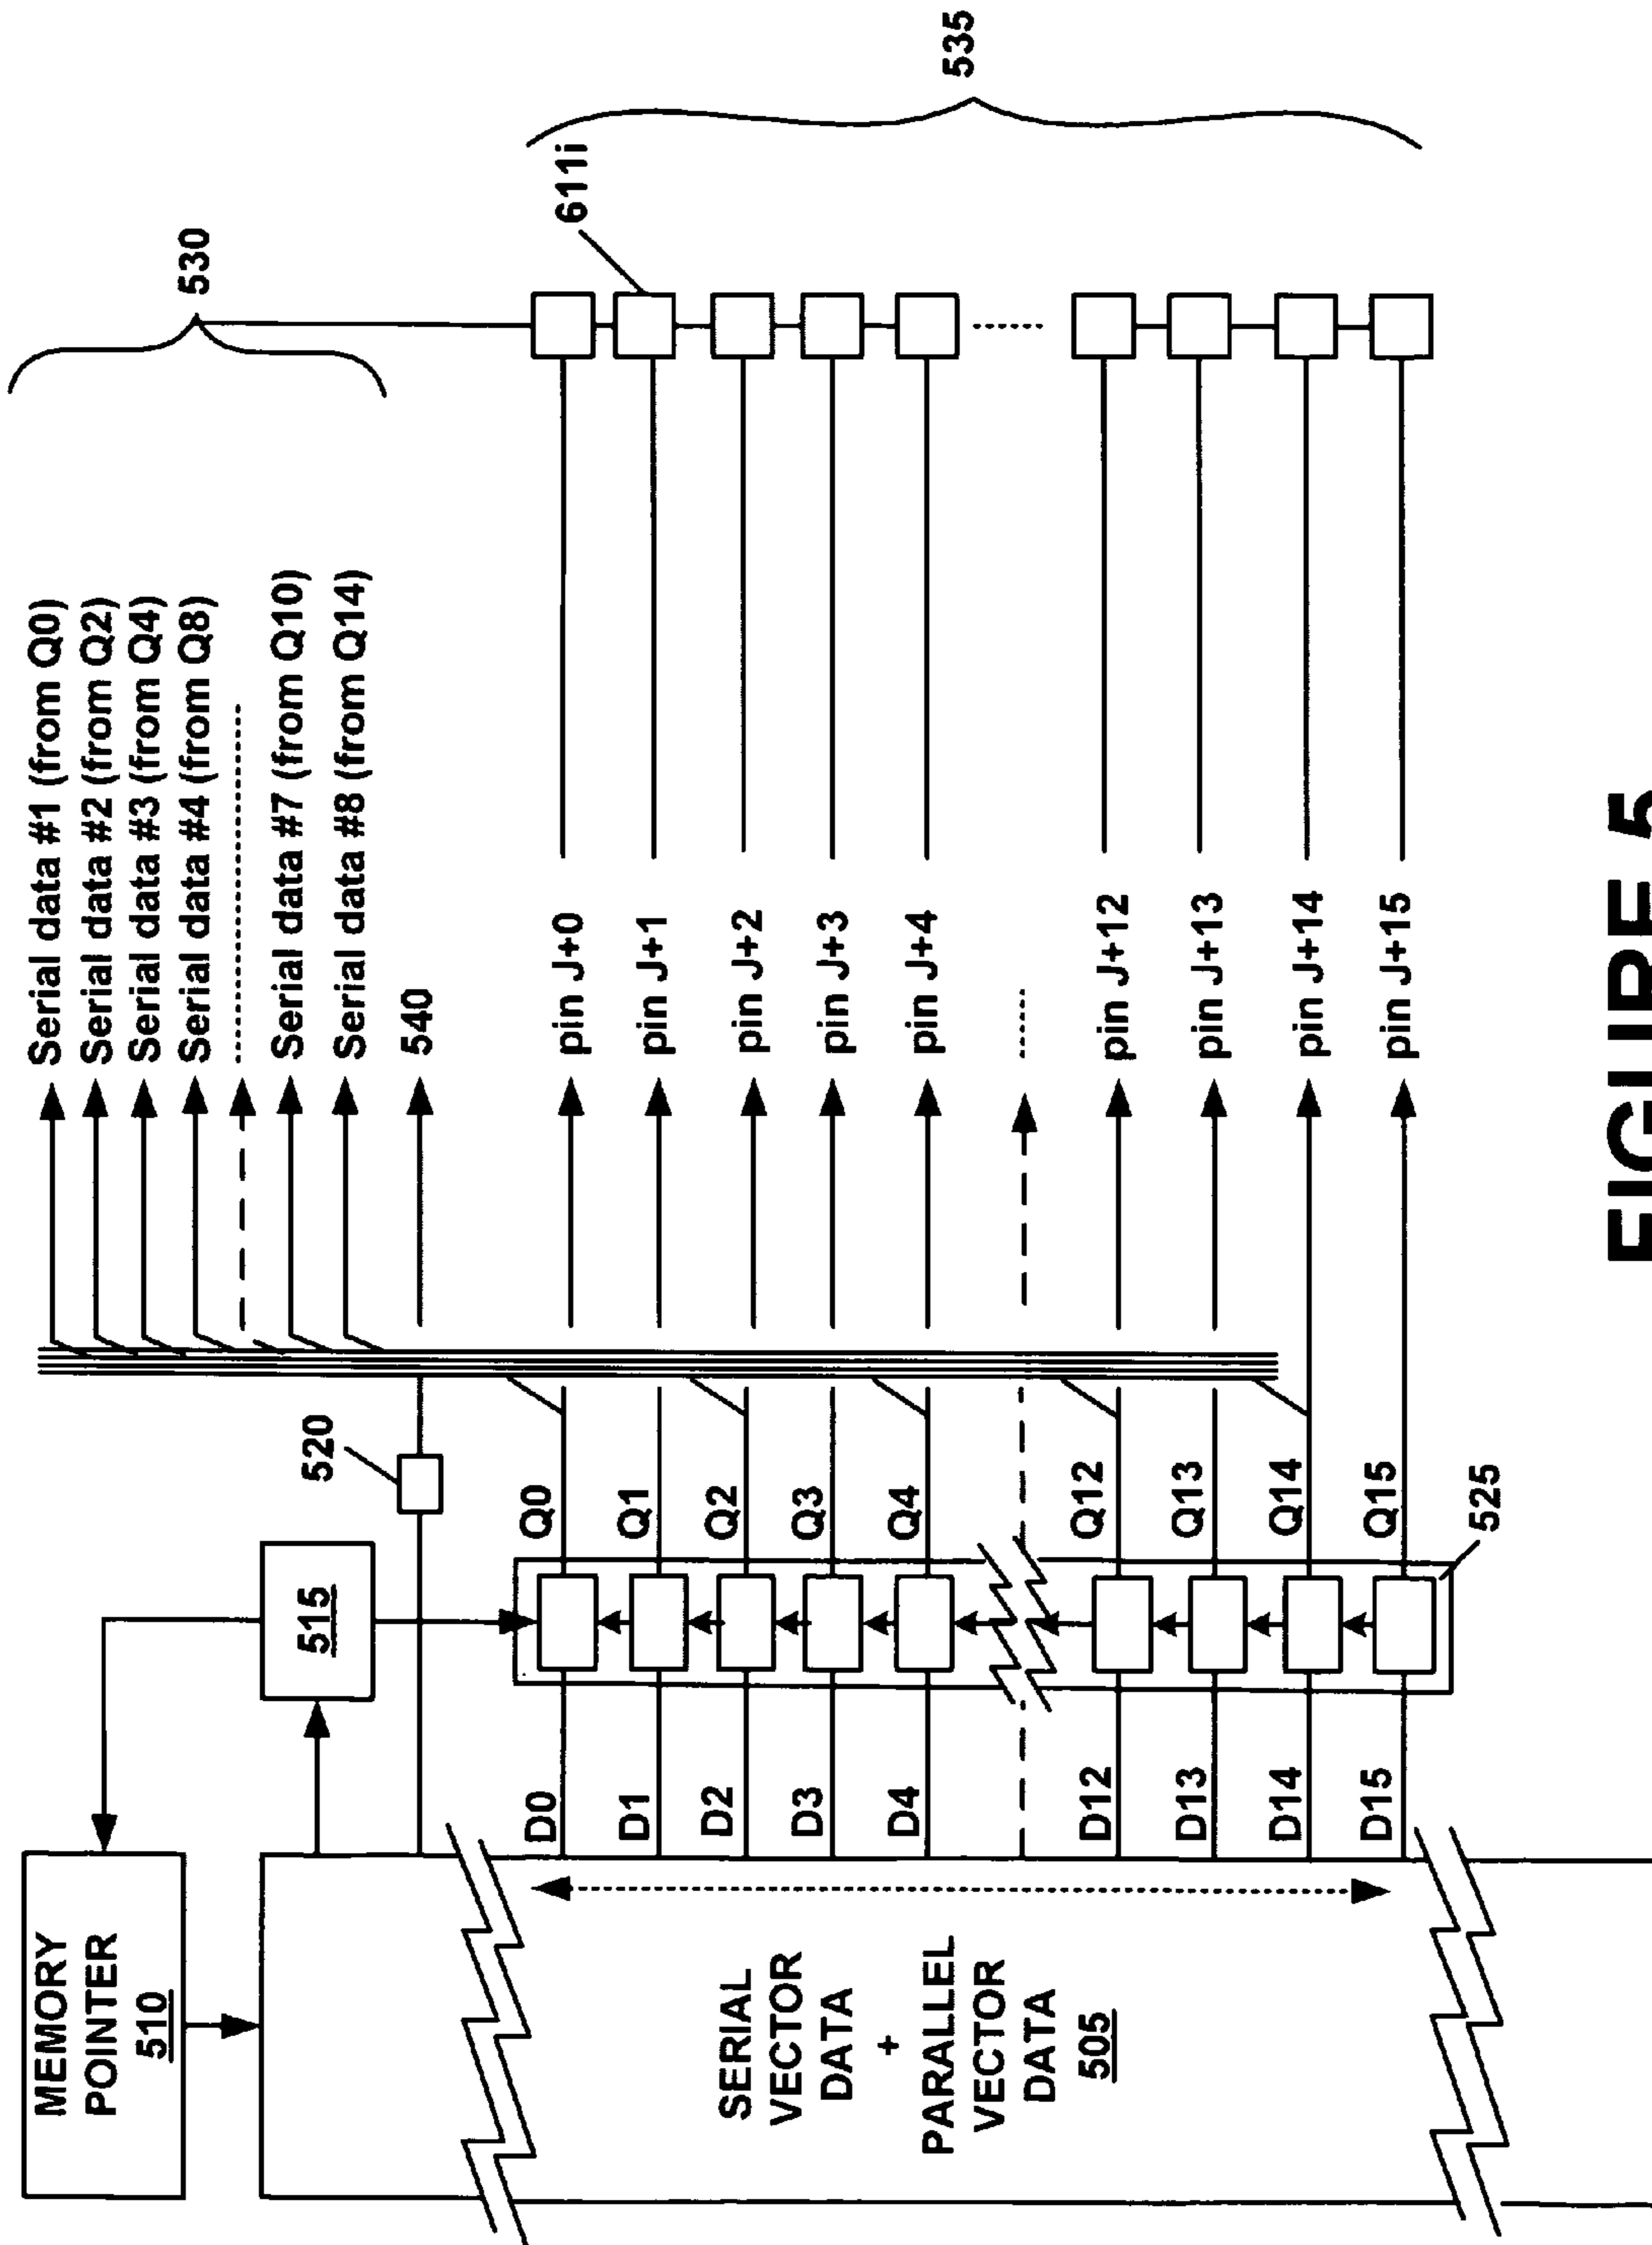 MEMORY
POINTER
510
515
520
Serial data #1 (from Q0)
Serial data #2 (from Q2)
Serial data #3 (from Q4)
Serial data #4 (from Q8)
Serial data #7 (from Q10)
Serial data #8 (from Q14)
540
530
SERIAL
VECTOR
DATA
+
PARALLEL
VECTOR
DATA
505
D0 Q0 pin J+0
D1 Q1 pin J+1
D2 Q2 pin J+2
D3 Q3 pin J+3
D4 Q4 pin J+4
D12 Q12 pin J+12
D13 Q13 pin J+13
D14 Q14 pin J+14
D15 Q15 pin J+15
525
611i
535
FIGURE 5